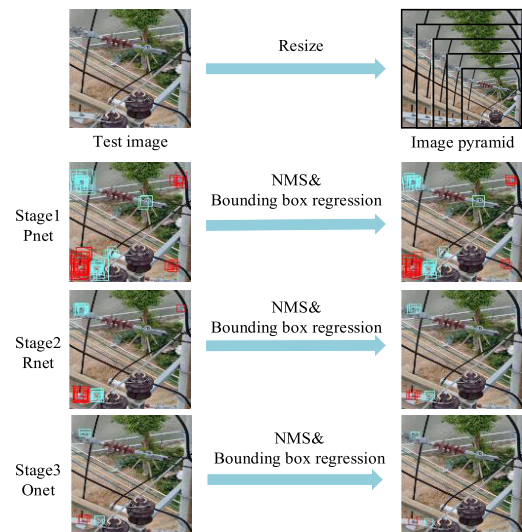 Resize
Test image
Image pyramid
Stage1
Pnet
NMS&
Bounding box regression
Stage2
Rnet
NMS&
Bounding box regression
Stage3
Onet
NMS&
Bounding box regression